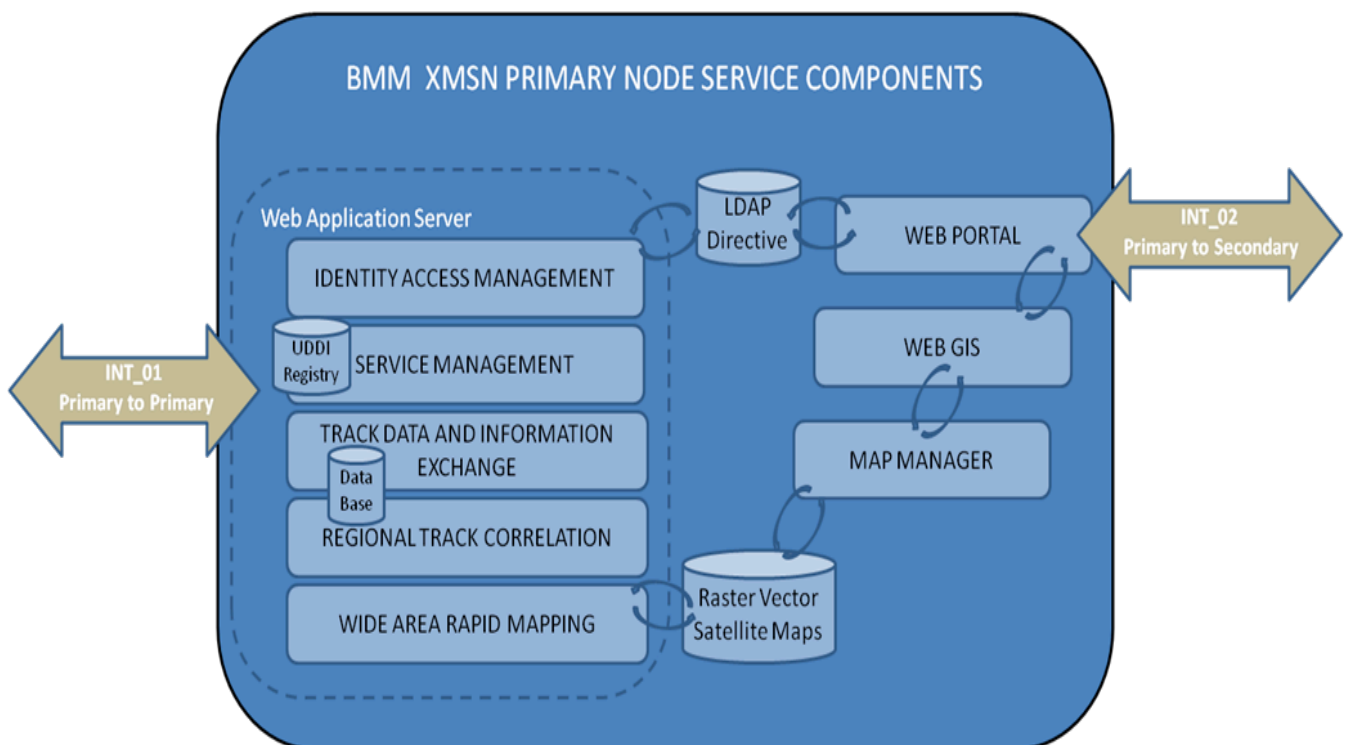 BMM XMSN PRIMARY NODE SERVICE COMPONENTS
Web Application Server
IDENTITY ACCESS MANAGEMENT
UDDI
Registry
SERVICE MANAGEMENT
TRACK DATA AND INFORMATION
EXCHANGE
Data
Base
REGIONAL TRACK CORRELATION
WIDE AREA RAPID MAPPING
LDAP
Directive
WEB PORTAL
WEB GIS
MAP MANAGER
Raster Vector
Satellite Maps
INT_01
Primary to Primary
INT_02
Primary to Secondary